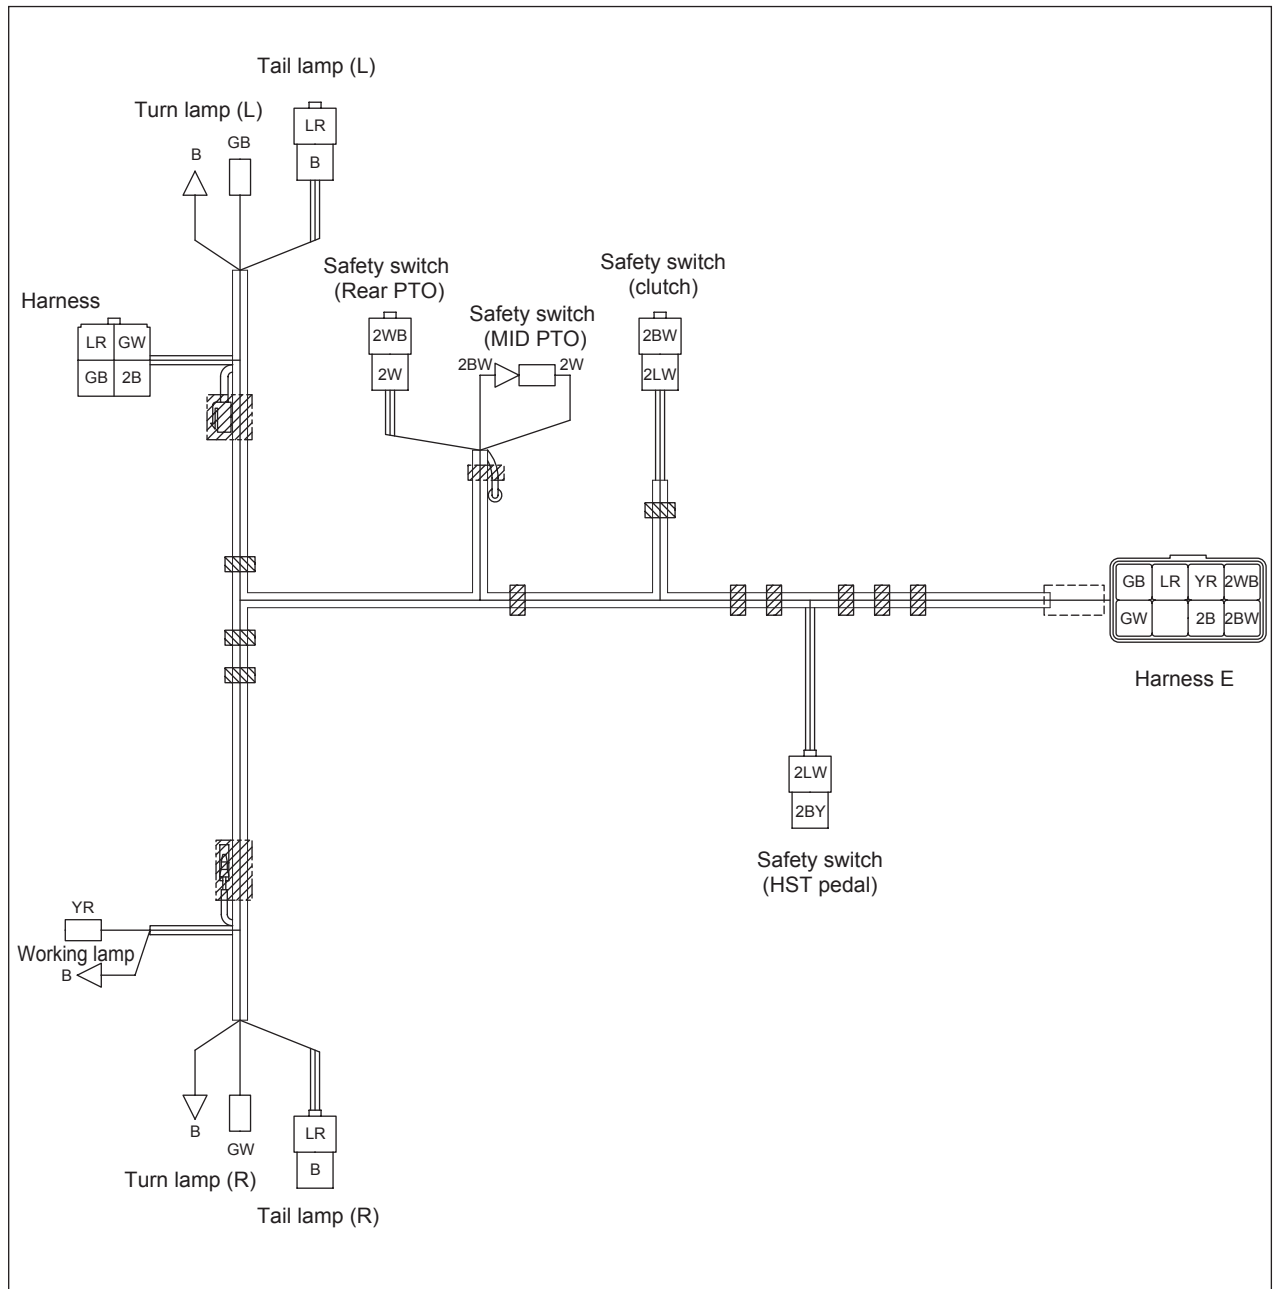 Tail lamp (L)
Turn lamp (L)
LR
GB
B
B
Safety switch
(Rear PTO)
Safety switch
(clutch)
Harness
Safety switch
(MID PTO)
2WB
2W
2BW
2W
2BW
2LW
LR GW
GB 2B
GB LR YR 2WB
GW 2B 2BW
Harness E
2LW
2BY
Safety switch
(HST pedal)
YR
Working lamp
B
B
GW
LR
B
Turn lamp (R)
Tail lamp (R)